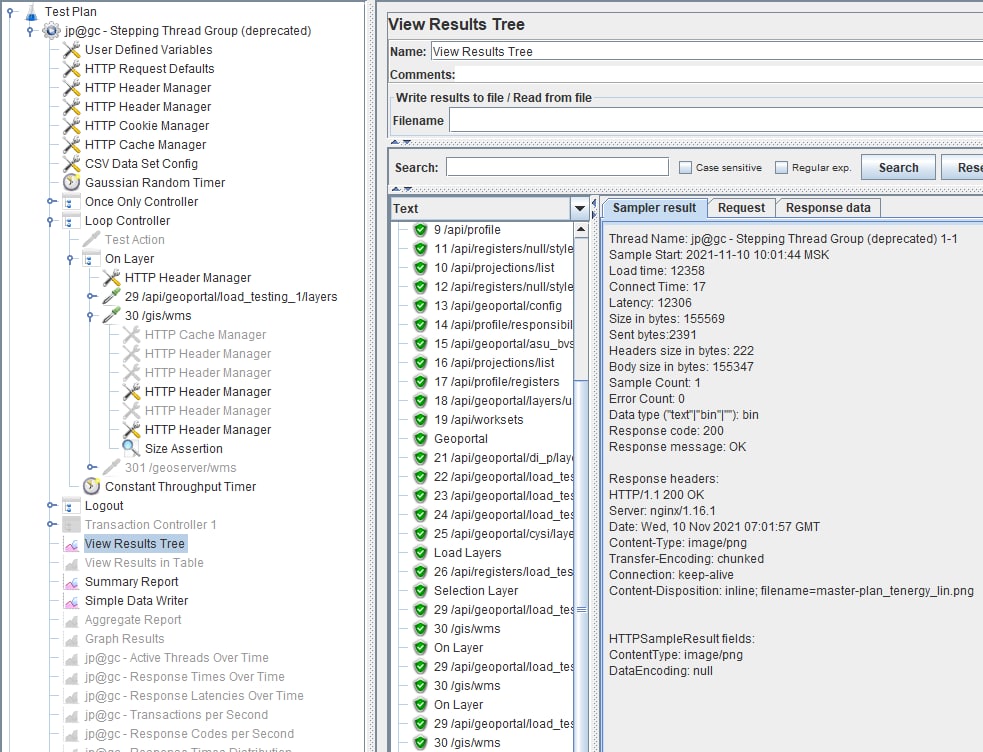 Test Plan
jp@gc - Stepping Thread Group (deprecated)
User Defined Variables
HTTP Request Defaults
HTTP Header Manager
HTTP Header Manager
HTTP Cookie Manager
HTTP Cache Manager
CSV Data Set Config
Gaussian Random Timer
Once Only Controller
Loop Controller
Test Action
On Layer
HTTP Header Manager
29 /api/geoportal/load_testing_1/layers
30 /gis/wms
HTTP Cache Manager
HTTP Header Manager
HTTP Header Manager
HTTP Header Manager
HTTP Header Manager
HTTP Header Manager
Size Assertion
301 /geoserver/wms
Constant Throughput Timer
Logout
Transaction Controller 1
View Results Tree
View Results in Table
Summary Report
Simple Data Writer
Aggregate Report
Graph Results
jp@gc - Active Threads Over Time
jp@gc - Response Times Over Time
jp@gc - Response Latencies Over Time
jp@gc - Transactions per Second
jp@gc - Response Codes per Second
jp@gc - Response Times Distribution
View Results Tree
Name: View Results Tree
Comments:
Write results to file / Read from file
Filename
Search: Case sensitive Regular exp. Search Rese
Text
9 /api/profile
11 /api/registers/null/style
10 /api/projections/list
12 /api/registers/null/style
13 /api/geoportal/config
14 /api/profile/responsibil
15 /api/geoportal/asu_bvs
16 /api/projections/list
17 /api/profile/registers
18 /api/geoportal/layers/u
19 /api/worksets
Geoportal
21 /api/geoportal/di_p/laye
22 /api/geoportal/load_tes
23 /api/geoportal/load_tes
24 /api/geoportal/load_tes
25 /api/geoportal/cysi/laye
Load Layers
26 /api/registers/load_tes
Selection Layer
29 /api/geoportal/load_tes
30 /gis/wms
On Layer
29 /api/geoportal/load_tes
30 /gis/wms
On Layer
29 /api/geoportal/load_tes
30 /gis/wms
Sampler result Request Response data
Thread Name: jp@gc - Stepping Thread Group (deprecated) 1-1
Sample Start: 2021-11-10 10:01:44 MSK
Load time: 12358
Connect Time: 17
Latency: 12306
Size in bytes: 155569
Sent bytes:2391
Headers size in bytes: 222
Body size in bytes: 155347
Sample Count: 1
Error Count: 0
Data type ("text"|"bin"|""): bin
Response code: 200
Response message: OK
Response headers:
HTTP/1.1 200 OK
Server: nginx/1.16.1
Date: Wed, 10 Nov 2021 07:01:57 GMT
Content-Type: image/png
Transfer-Encoding: chunked
Connection: keep-alive
Content-Disposition: inline; filename=master-plan_tenergy_lin.png
HTTPSampleResult fields:
ContentType: image/png
DataEncoding: null